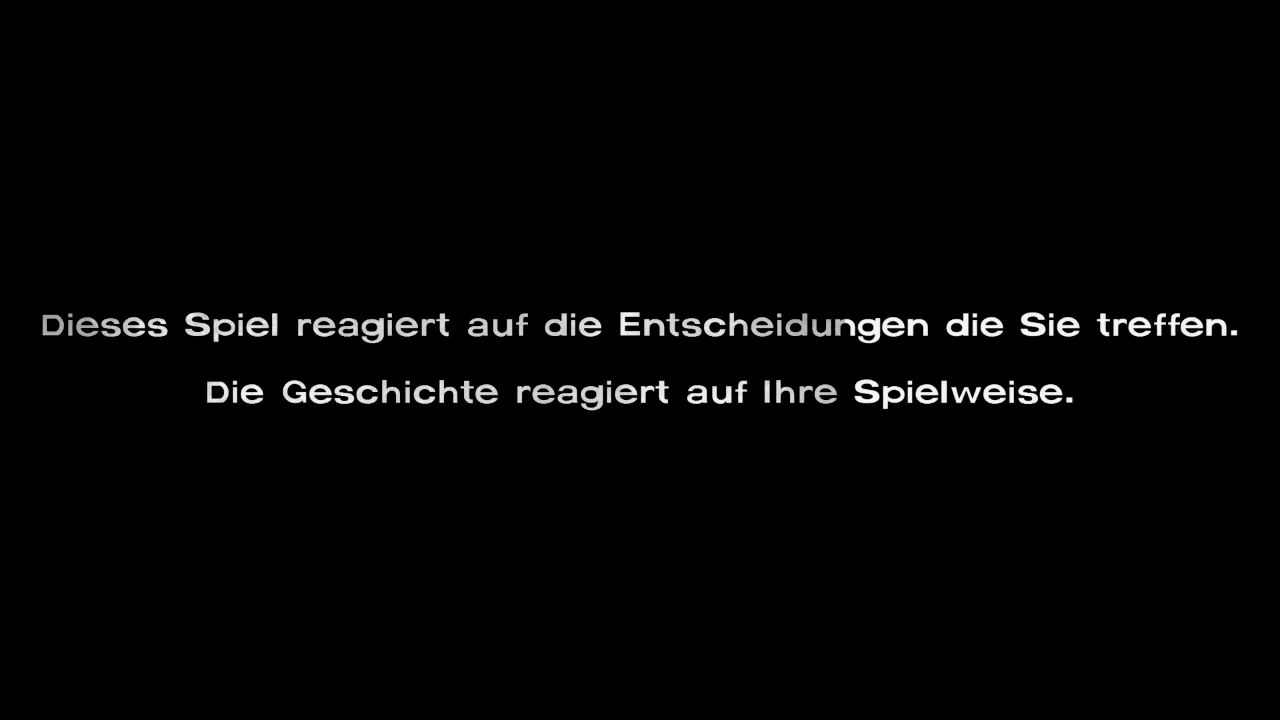 Dieses Spiel reagiert auf die Entscheidungen die Sie treffen.
Die Geschichte reagiert auf Ihre Spielweise.